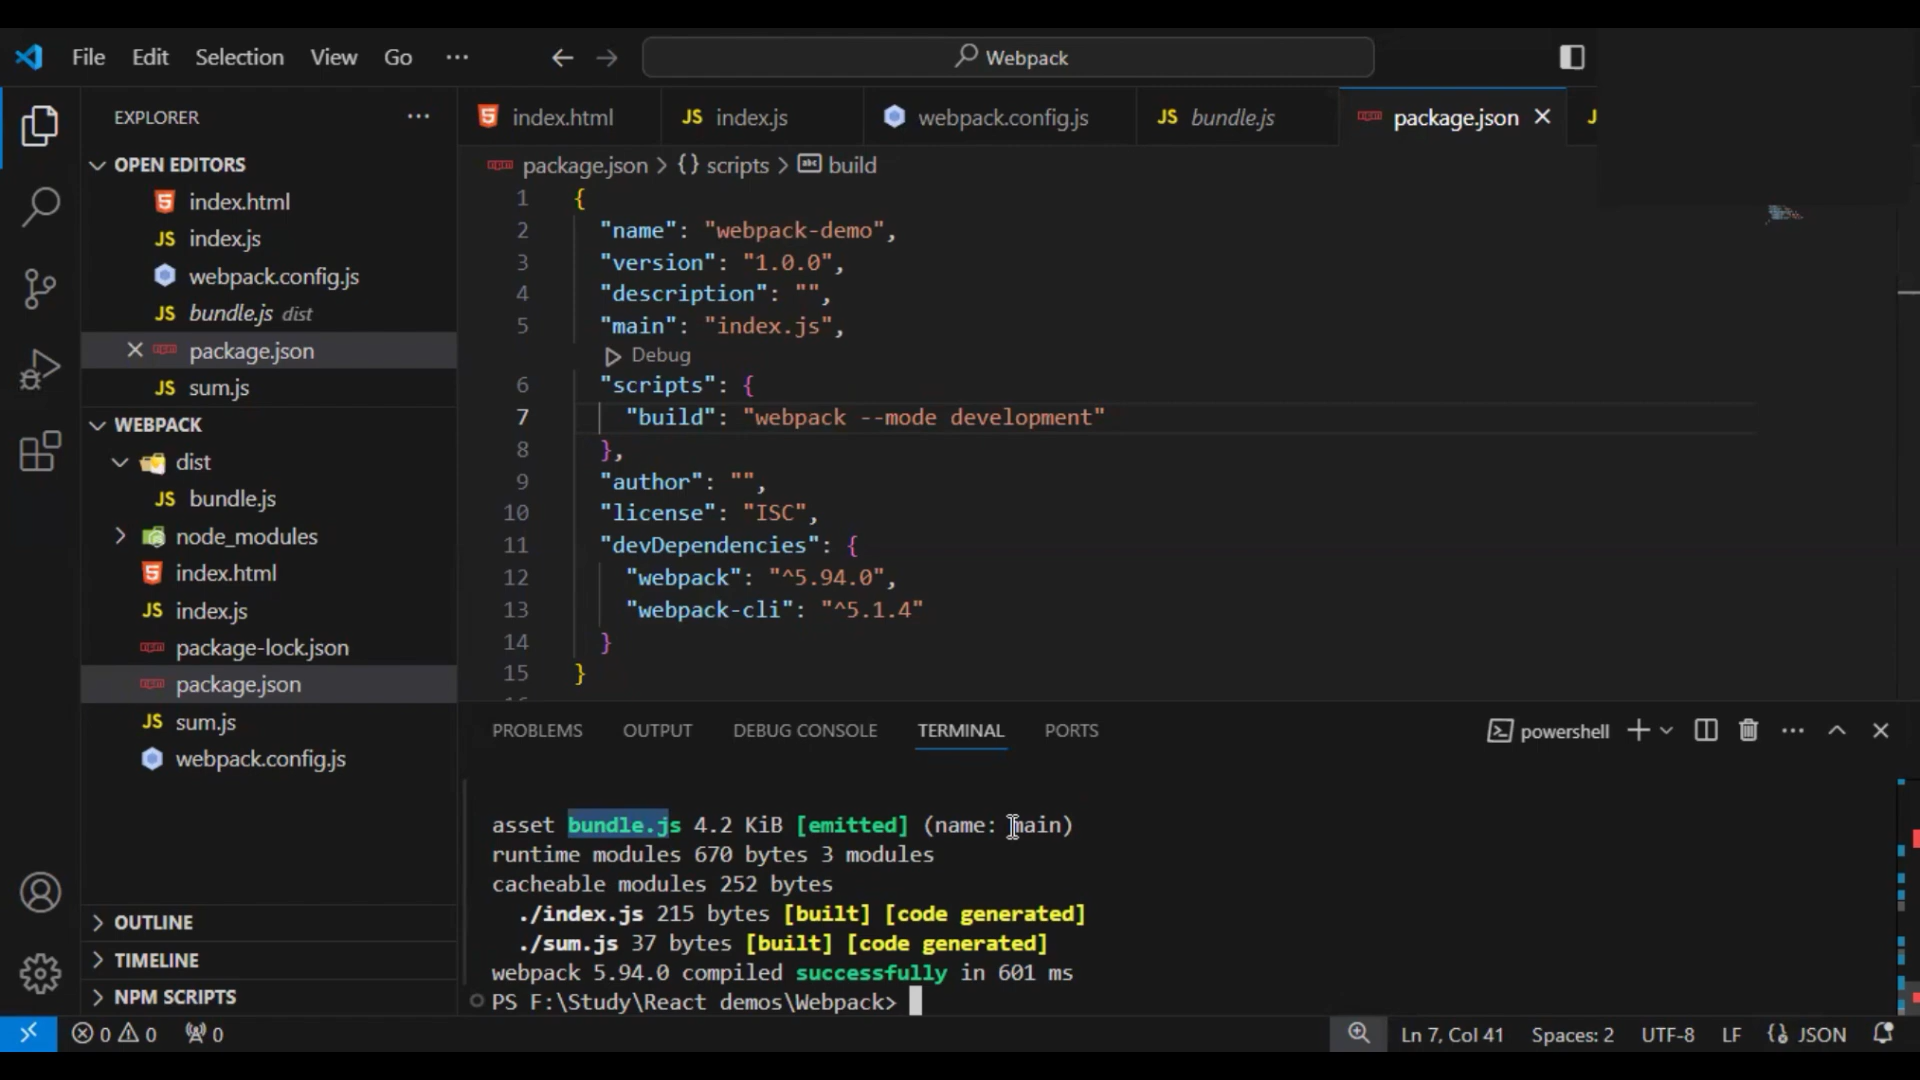 File Edit Selection View Go ··· Webpack
EXPLORER ···
OPEN EDITORS
index.html
JS index.js
webpack.config.js
JS bundle.js dist
package.json
JS sum.js
WEBPACK
dist
JS bundle.js
node_modules
index.html
JS index.js
package-lock.json
package.json
JS sum.js
webpack.config.js
OUTLINE
TIMELINE
NPM SCRIPTS
index.html JS index.js webpack.config.js JS bundle.js package.json
package.json > {} scripts > abc build
1 {
2 "name": "webpack-demo",
3 "version": "1.0.0",
4 "description": "",
5 "main": "index.js",
Debug
6 "scripts": {
7 "build": "webpack --mode development"
8 },
9 "author": "",
10 "license": "ISC",
11 "devDependencies": {
12 "webpack": "^5.94.0",
13 "webpack-cli": "^5.1.4"
14 }
15 }
PROBLEMS OUTPUT DEBUG CONSOLE TERMINAL PORTS powershell
asset bundle.js 4.2 KiB [emitted] (name: main)
runtime modules 670 bytes 3 modules
cacheable modules 252 bytes
./index.js 215 bytes [built] [code generated]
./sum.js 37 bytes [built] [code generated]
webpack 5.94.0 compiled successfully in 601 ms
PS F:\Study\React demos\Webpack>
0 0 0 Ln 7, Col 41 Spaces: 2 UTF-8 LF {} JSON